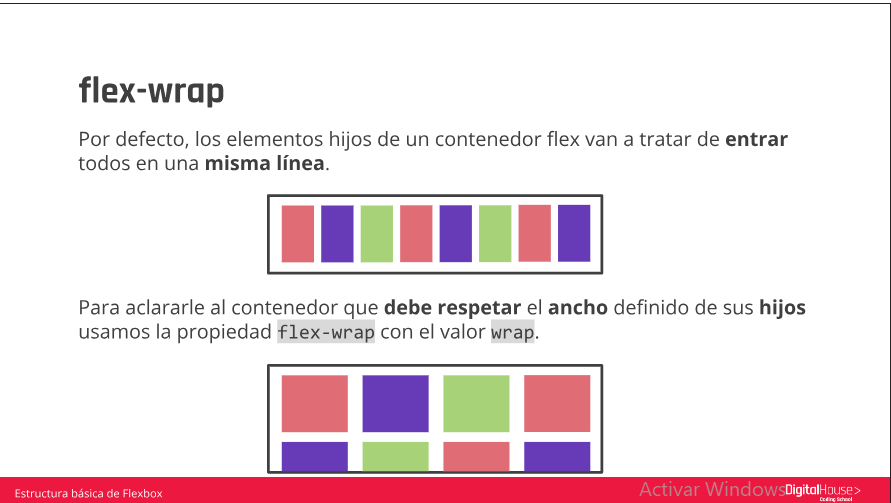 flex-wrap
Por defecto, los elementos hijos de un contenedor flex van a tratar de entrar
todos en una misma línea.
Para aclararle al contenedor que debe respetar el ancho definido de sus hijos
usamos la propiedad flex-wrap con el valor wrap.
Estructura básica de Flexbox
Activar Windows
DigitalHouse>
Coding School